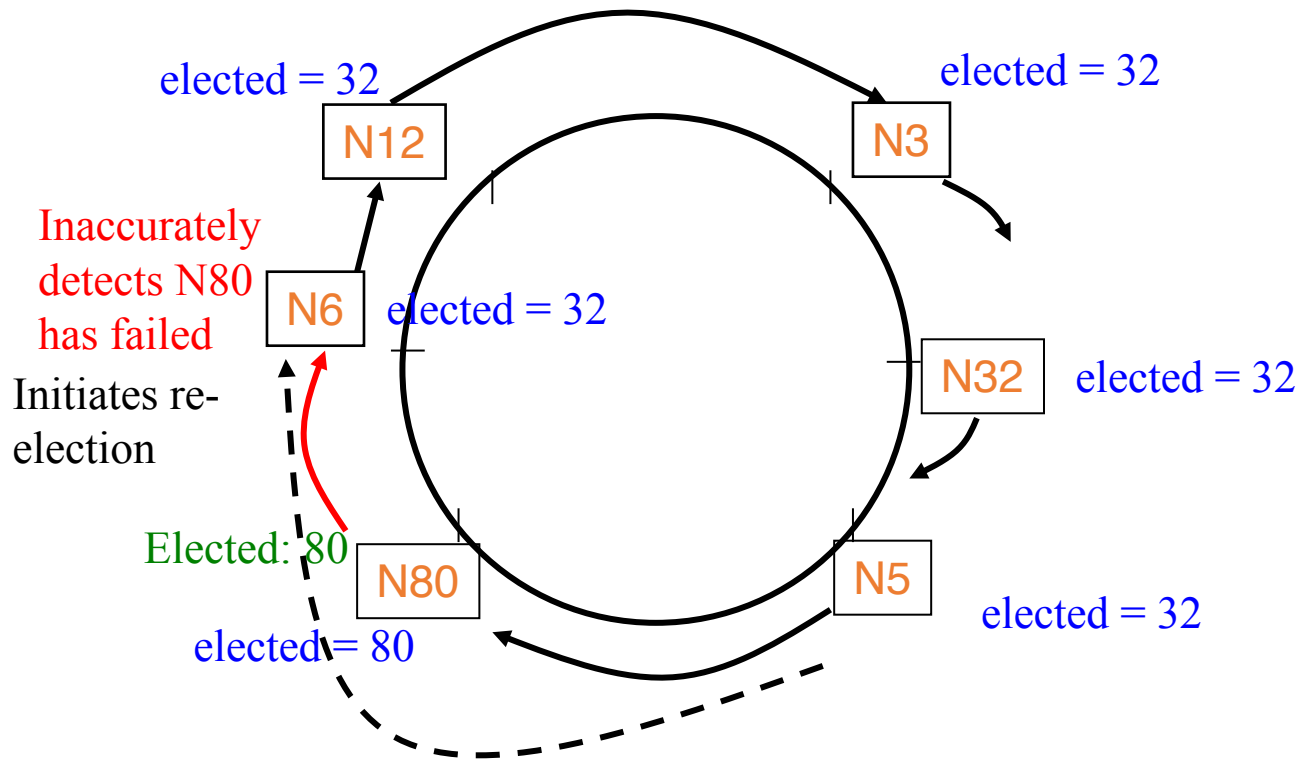 elected = 32
elected = 32
N12
N3
Inaccurately
detects N80
has failed
N6
elected = 32
Initiates re-
election
N32
elected = 32
Elected: 80
N80
N5
elected = 80
elected = 32